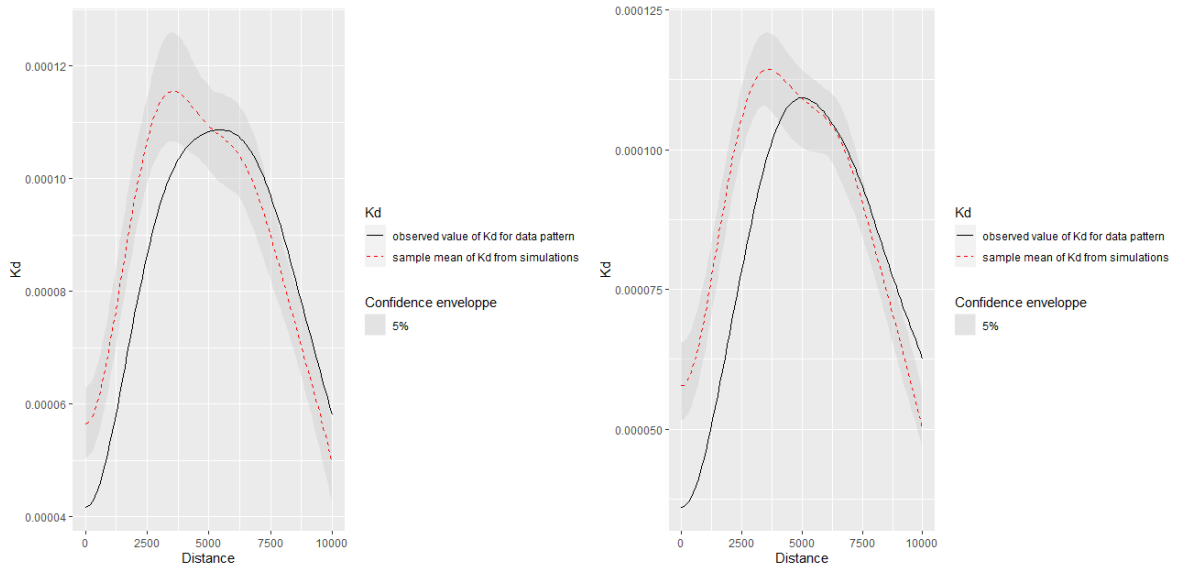 0.00012
0.00010
0.00008
0.00006
0.00004
Kd
0
2500
5000
7500
10000
Distance
Kd
observed value of Kd for data pattern
sample mean of Kd from simulations
Confidence enveloppe
5%
0.000125
0.000100
0.000075
0.000050
Kd
0
2500
5000
7500
10000
Distance
Kd
observed value of Kd for data pattern
sample mean of Kd from simulations
Confidence enveloppe
5%